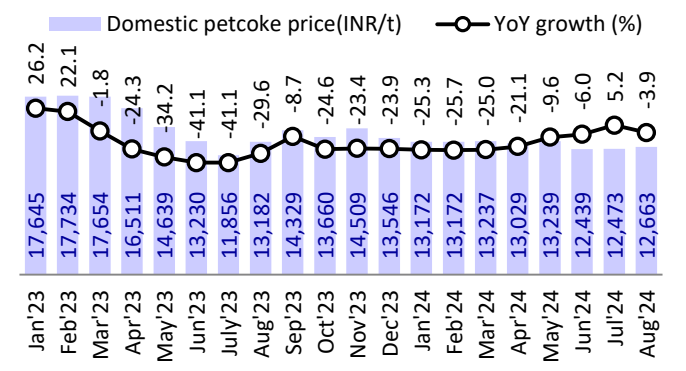 Domestic petcoke price(INR/t) YoY growth (%)
26.2 22.1 -1.8 -24.3 -34.2 -41.1 -41.1 -29.6 -8.7 -24.6 -23.4 -23.9 -25.3 -25.7 -25.0 -21.1 -9.6 -6.0 5.2 -3.9
17,645 17,734 17,654 16,511 14,639 13,230 11,856 13,182 14,329 13,660 14,509 13,546 13,172 13,172 13,237 13,029 13,239 12,439 12,473 12,663
Jan'23 Feb'23 Mar'23 Apr'23 May'23 Jun'23 July'23 Aug'23 Sep'23 Oct'23 Nov'23 Dec'23 Jan'24 Feb'24 Mar'24 Apr'24 May'24 Jun'24 Jul'24 Aug'24